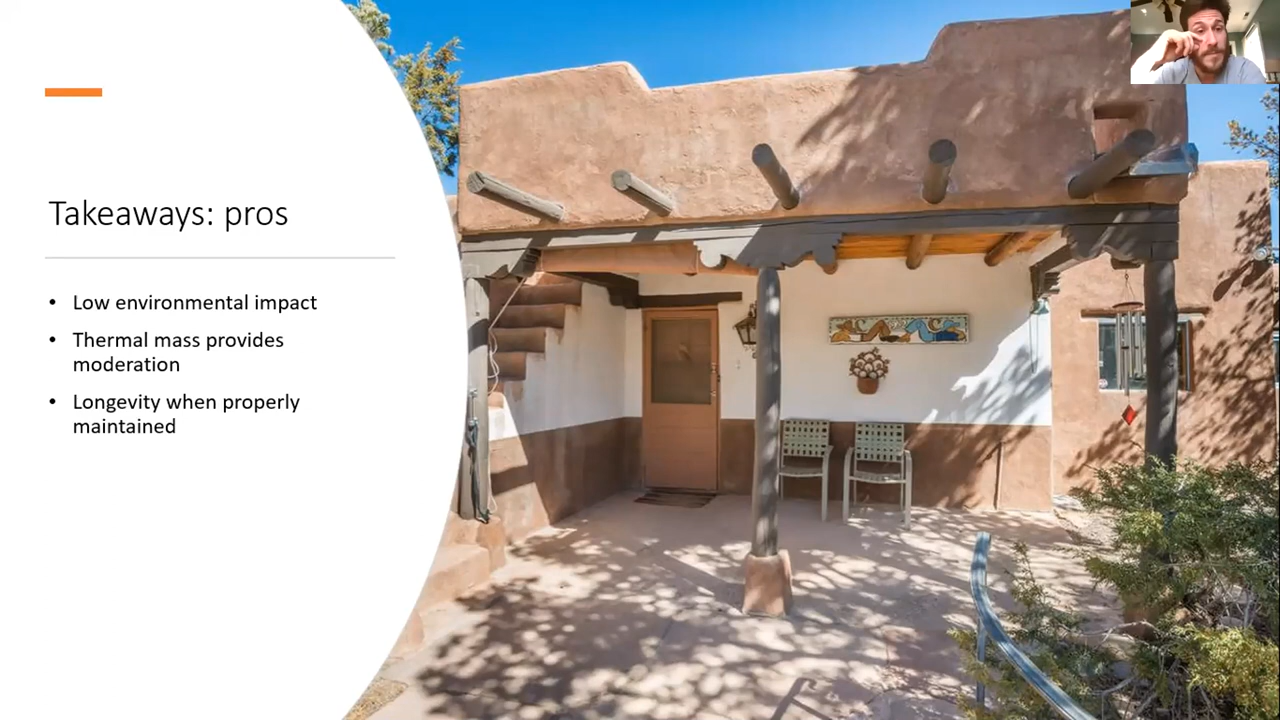 Takeaways: pros
• Low environmental impact
• Thermal mass provides
moderation
• Longevity when properly
maintained